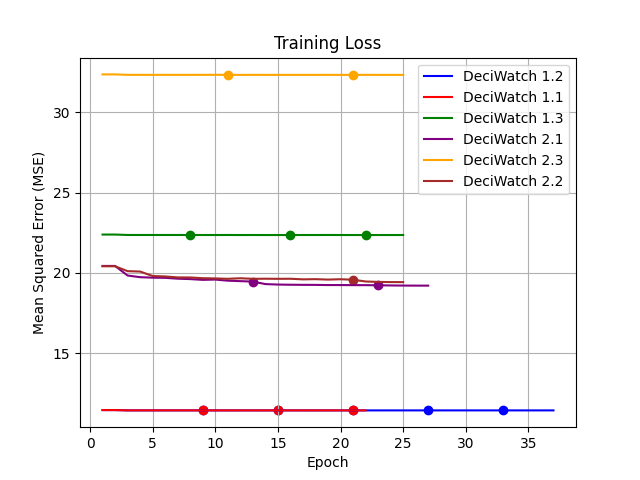 Training Loss
Mean Squared Error (MSE)
30
25
20
15
0
5
10
15
20
25
30
35
Epoch
DeciWatch 1.2
DeciWatch 1.1
DeciWatch 1.3
DeciWatch 2.1
DeciWatch 2.3
DeciWatch 2.2